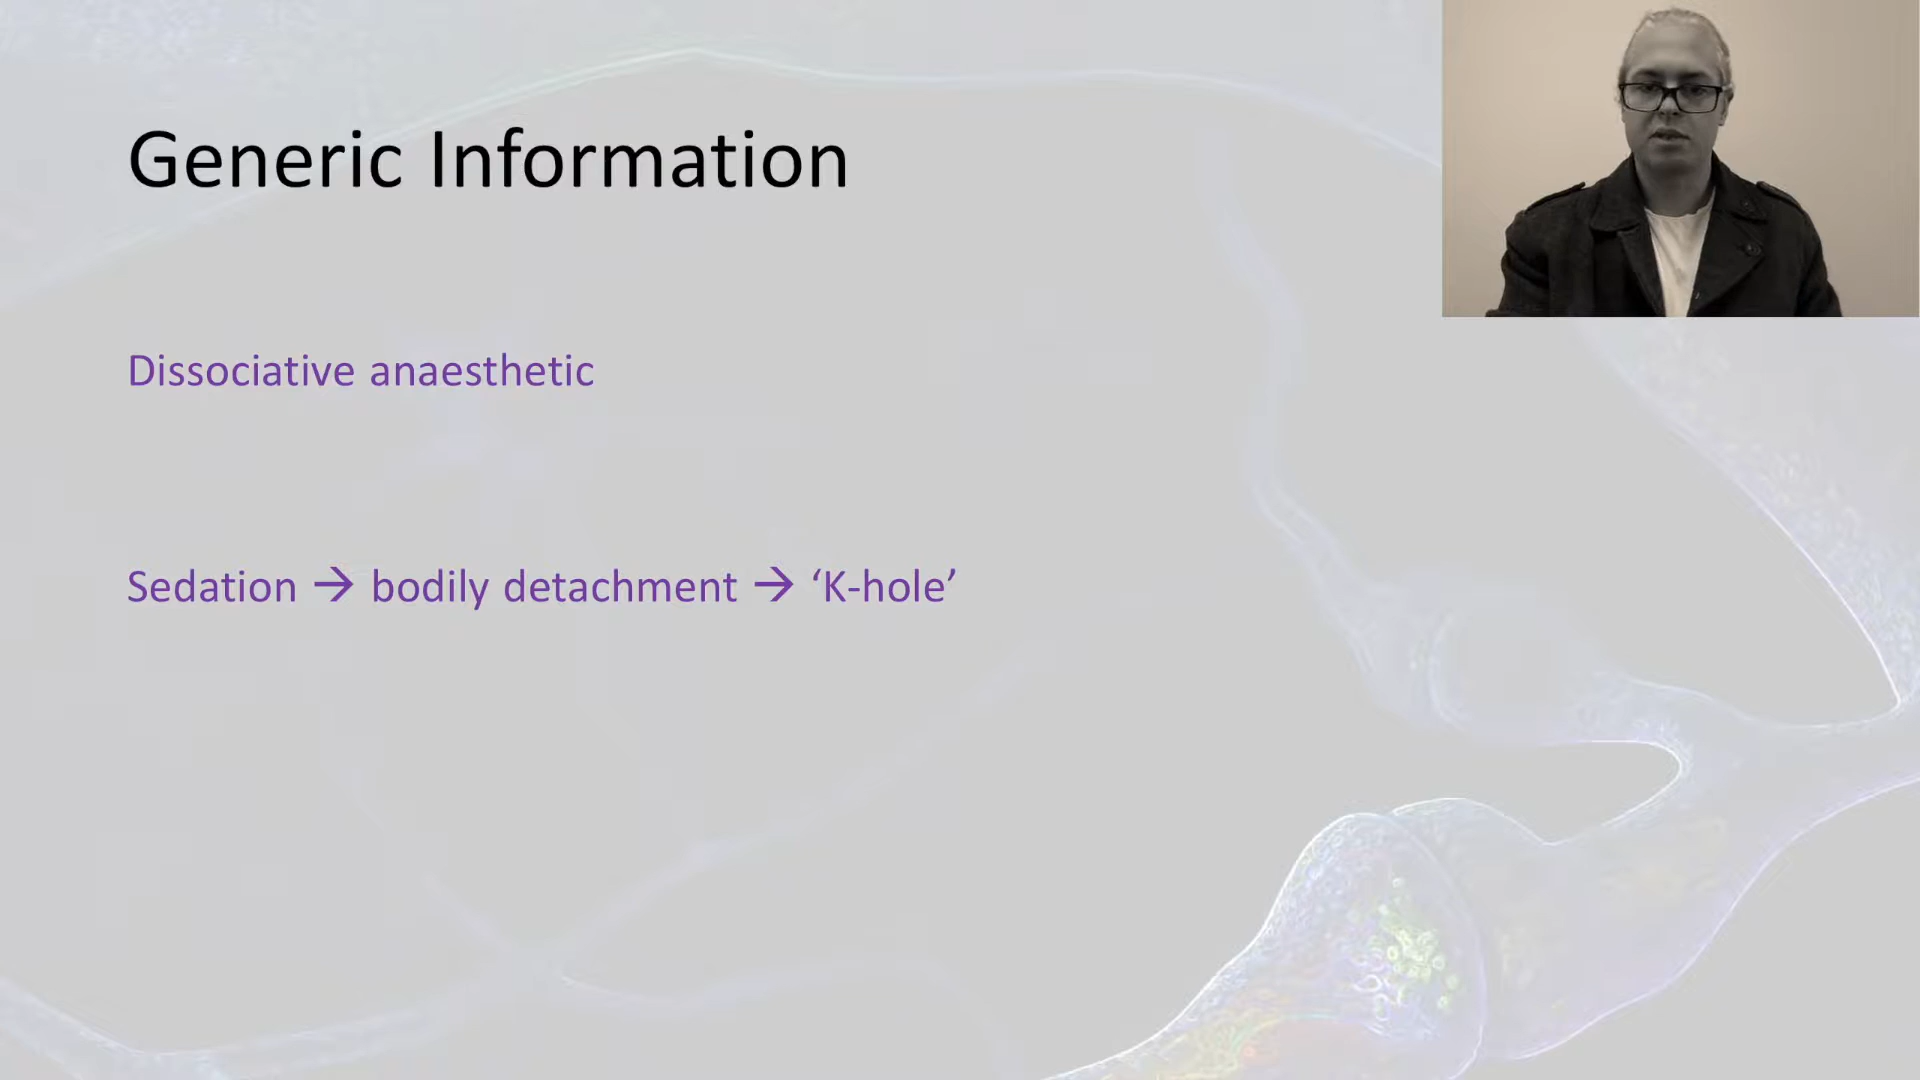 Generic Information
Dissociative anaesthetic
Sedation → bodily detachment → ‘K-hole’